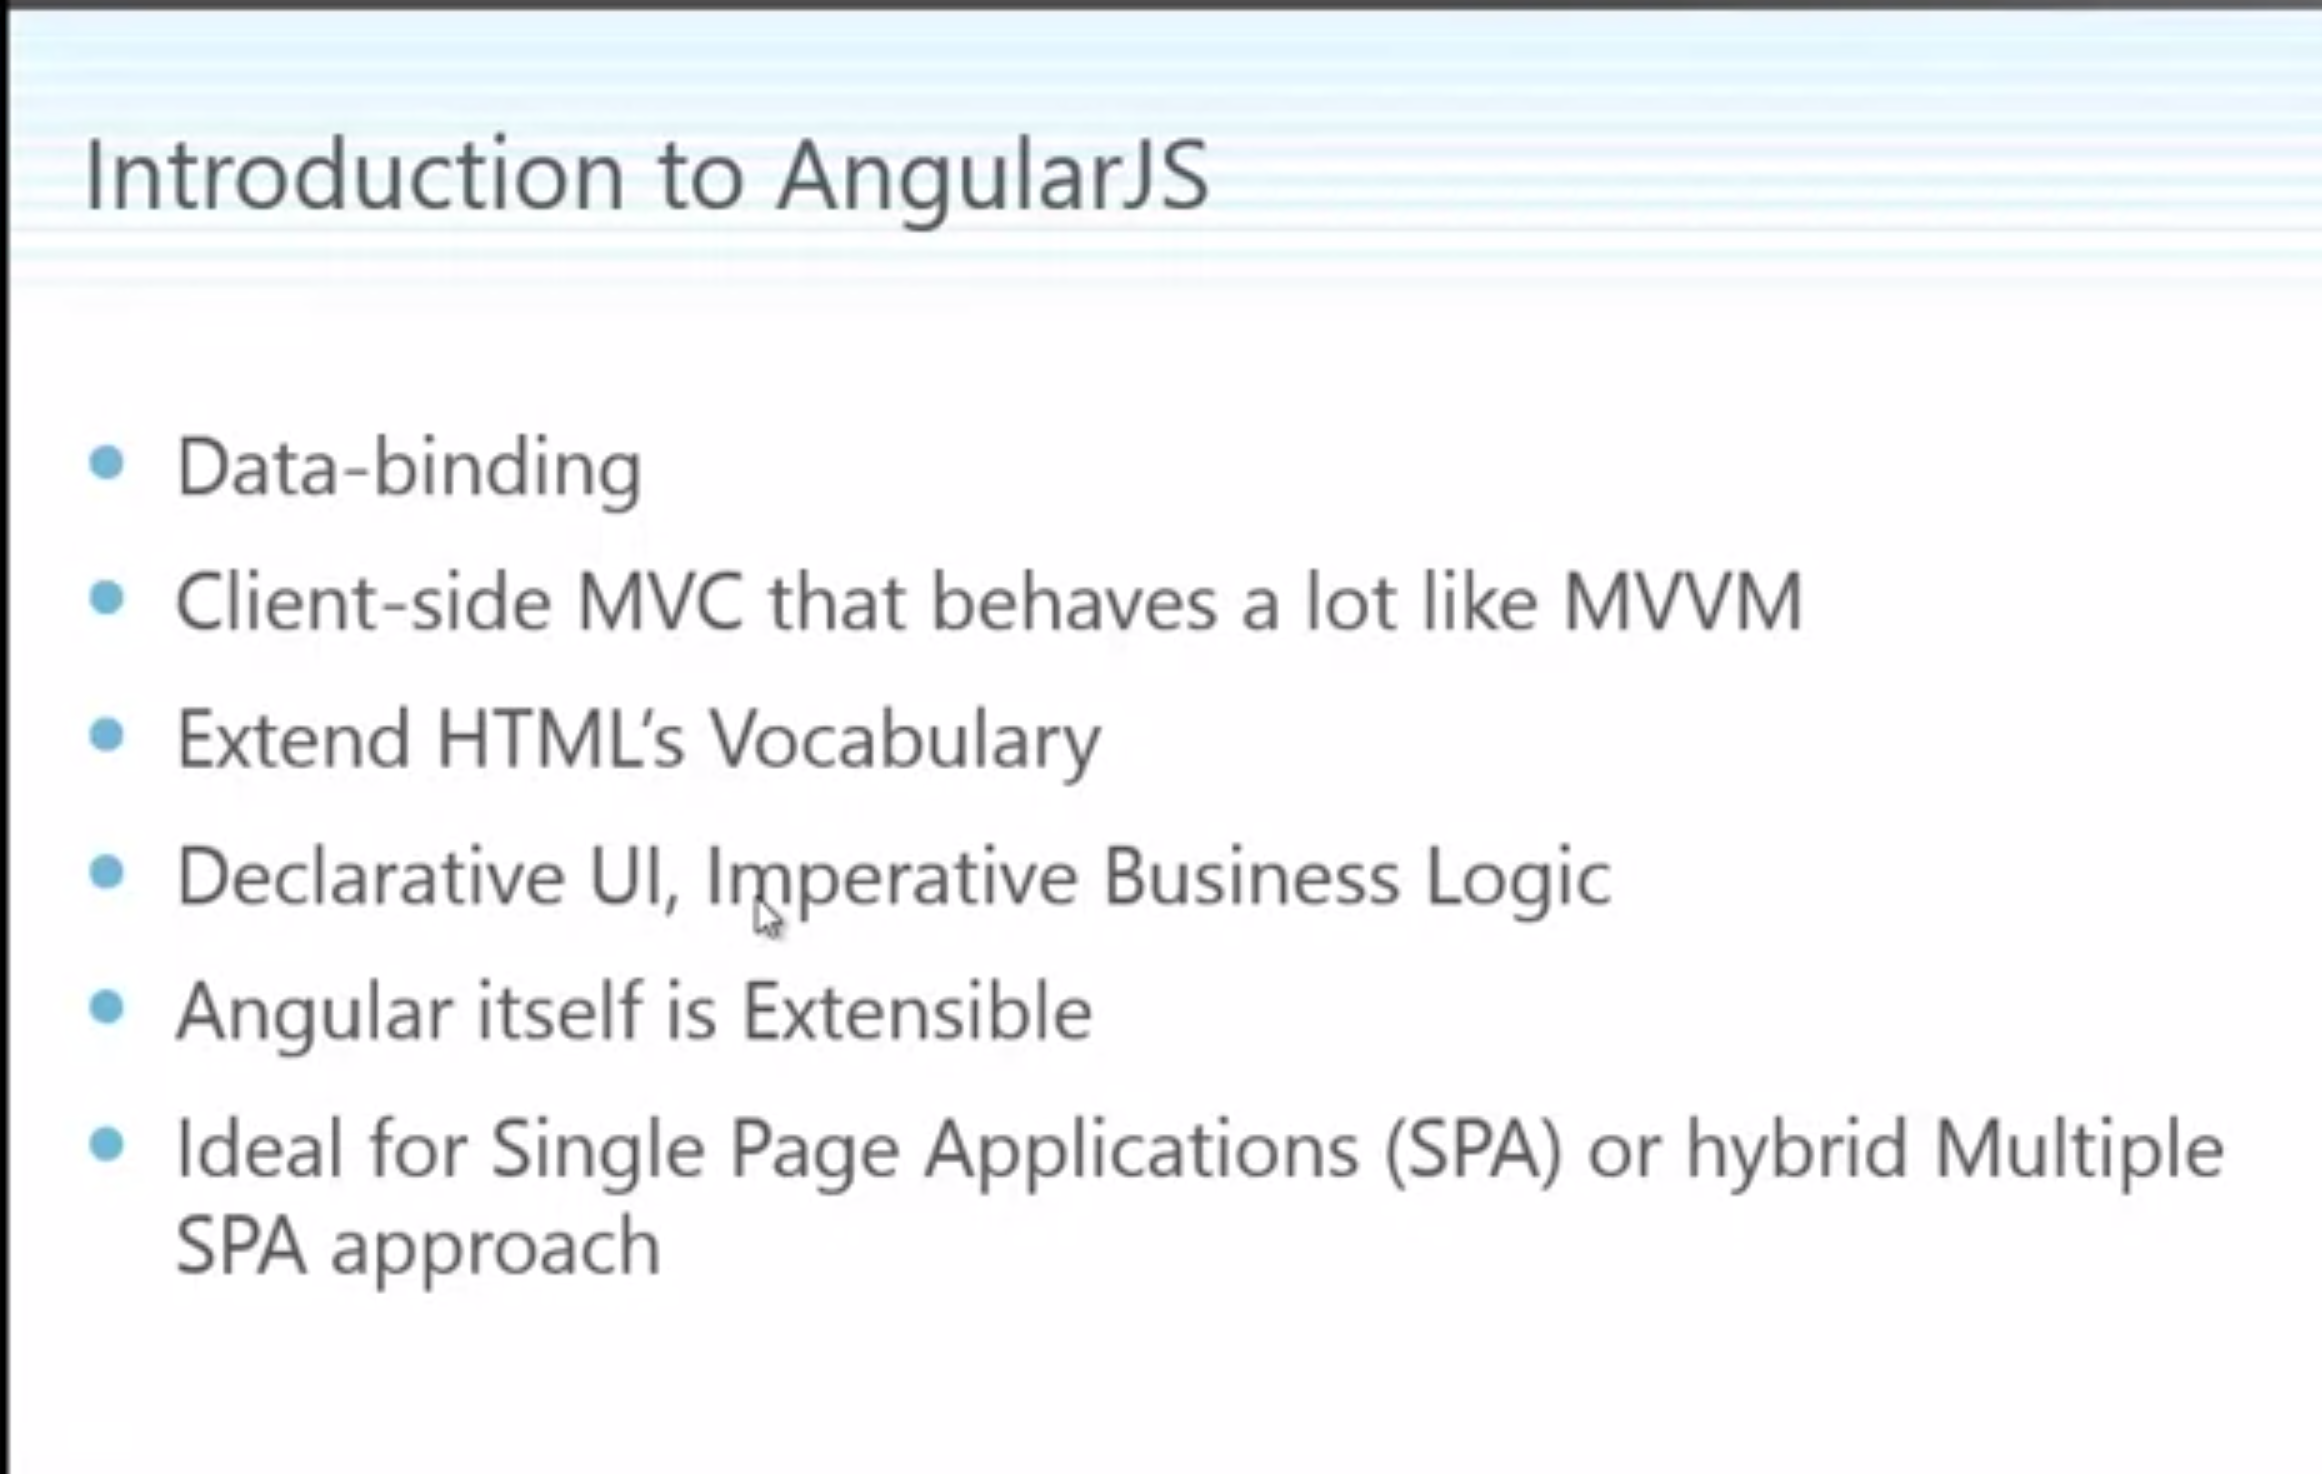 Introduction to AngularJS
Data-binding
Client-side MVC that behaves a lot like MVVM
Extend HTML's Vocabulary
Declarative UI, Imperative Business Logic
Angular itself is Extensible
Ideal for Single Page Applications (SPA) or hybrid Multiple
SPA approach